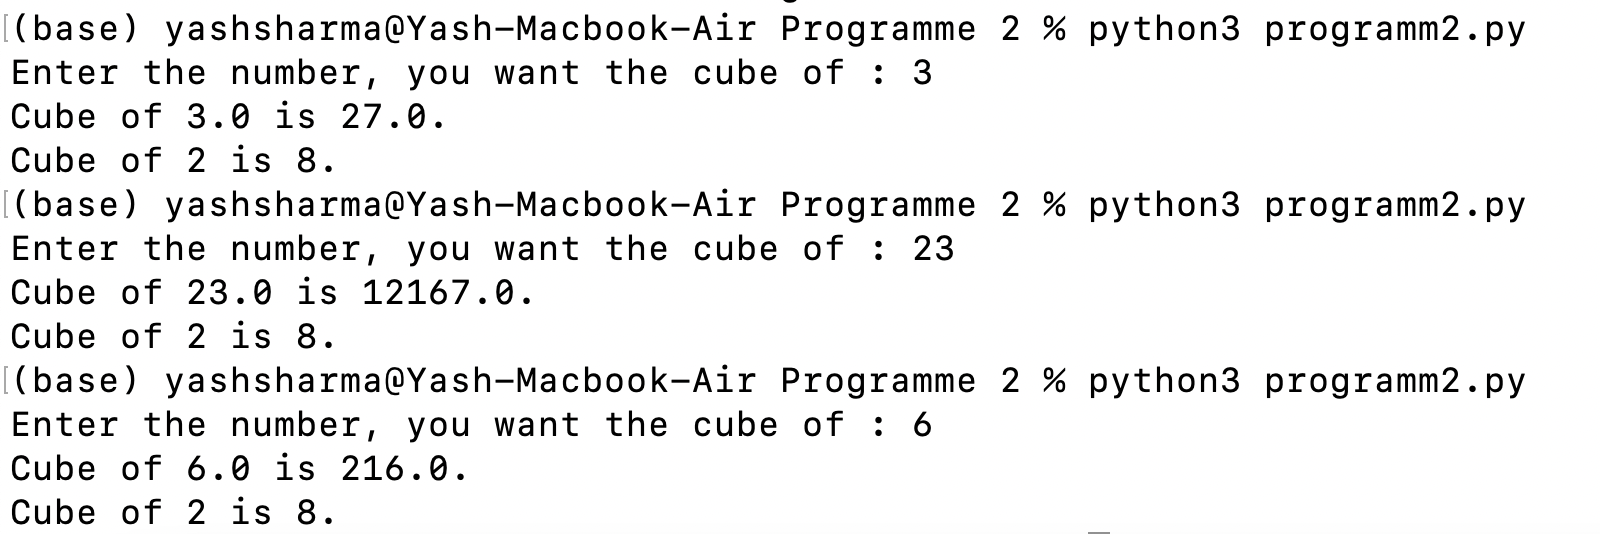 (base) yashsharma@Yash-Macbook-Air Programme 2 % python3 programm2.py
Enter the number, you want the cube of : 3
Cube of 3.0 is 27.0.
Cube of 2 is 8.
(base) yashsharma@Yash-Macbook-Air Programme 2 % python3 programm2.py
Enter the number, you want the cube of : 23
Cube of 23.0 is 12167.0.
Cube of 2 is 8.
(base) yashsharma@Yash-Macbook-Air Programme 2 % python3 programm2.py
Enter the number, you want the cube of : 6
Cube of 6.0 is 216.0.
Cube of 2 is 8.